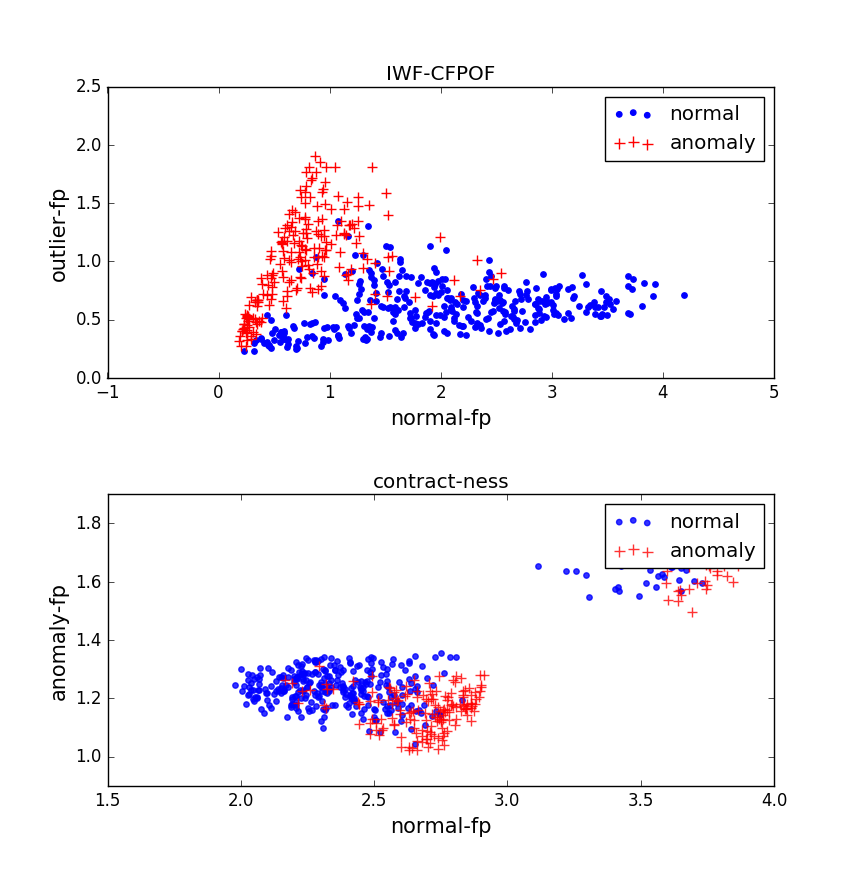 IWF-CFPOF
2.5
2.0
1.5
1.0
0.5
0.0
outlier-fp
normal
anomaly
−1 0 1 2 3 4 5
normal-fp
contract-ness
1.8
1.6
1.4
1.2
1.0
anomaly-fp
normal
anomaly
1.5 2.0 2.5 3.0 3.5 4.0
normal-fp